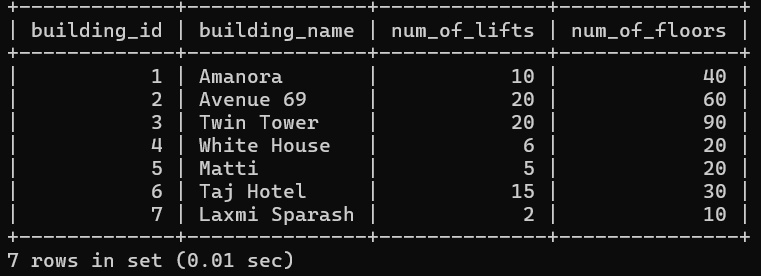 +-------------+---------------+--------------+---------------+
| building_id | building_name | num_of_lifts | num_of_floors |
+-------------+---------------+--------------+---------------+
|           1 | Amanora       |           10 |            40 |
|           2 | Avenue 69     |           20 |            60 |
|           3 | Twin Tower    |           20 |            90 |
|           4 | White House   |            6 |            20 |
|           5 | Matti         |            5 |            20 |
|           6 | Taj Hotel     |           15 |            30 |
|           7 | Laxmi Sparash |            2 |            10 |
+-------------+---------------+--------------+---------------+
7 rows in set (0.01 sec)